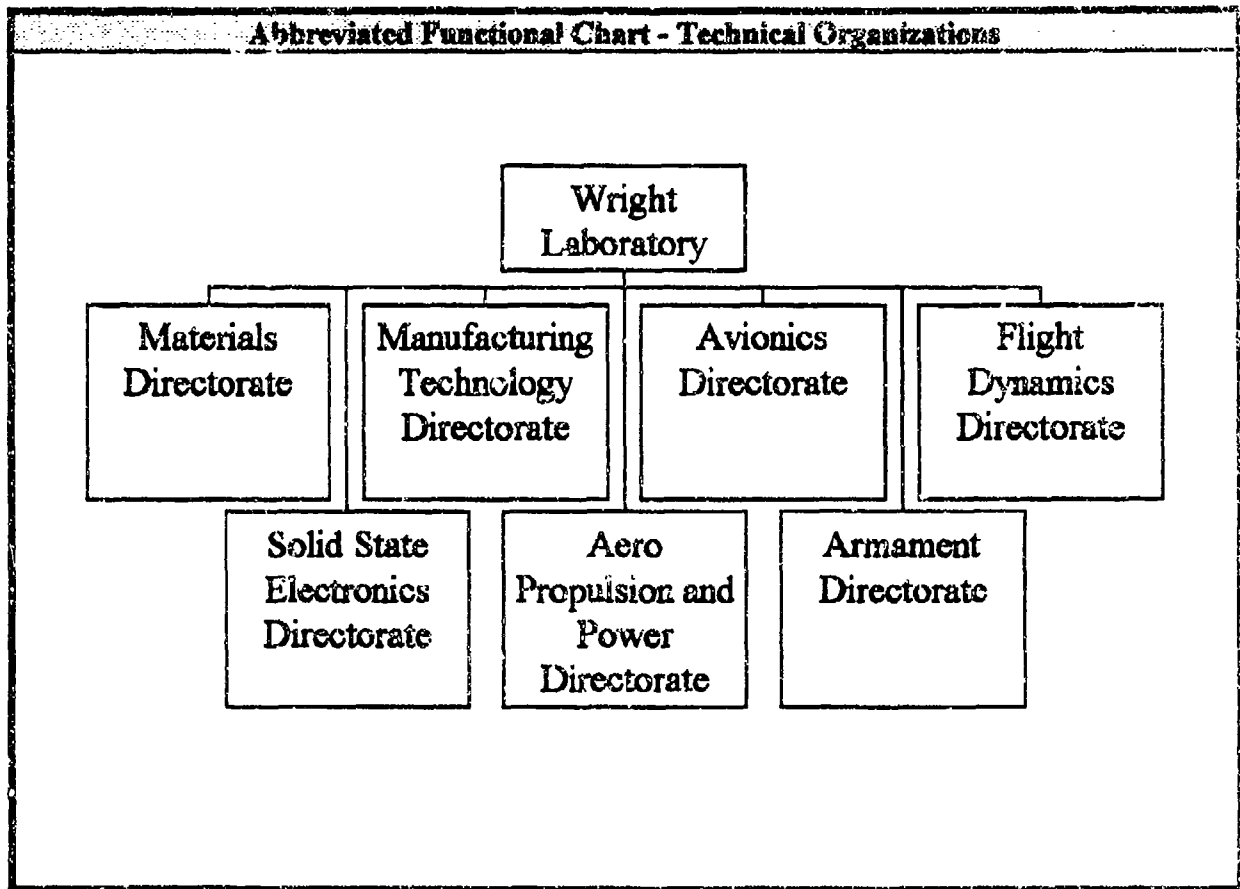 Abbreviated Functional Chart - Technical Organizations
Wright
Laboratory
Materials
Directorate
Manufacturing
Technology
Directorate
Avionics
Directorate
Flight
Dynamics
Directorate
Solid State
Electronics
Directorate
Aero
Propulsion and
Power
Directorate
Armament
Directorate